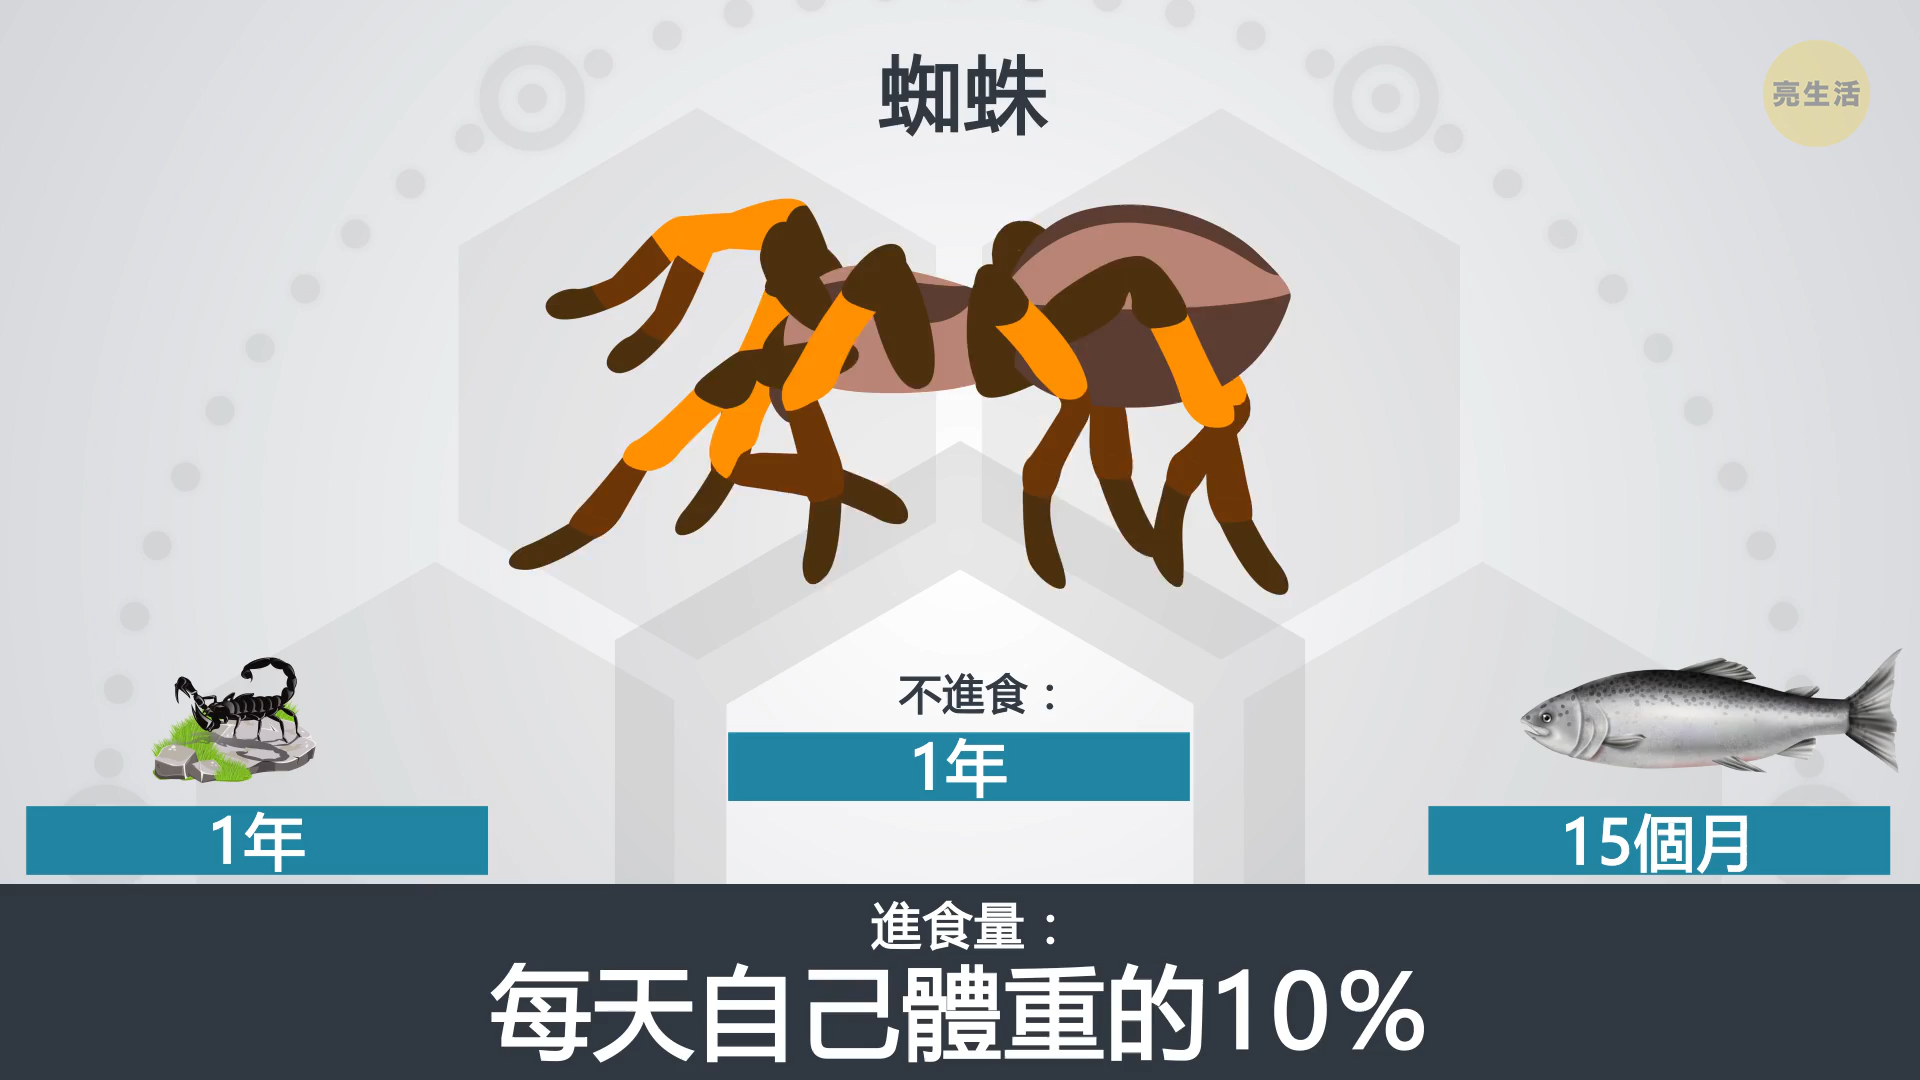 蜘蛛
亮生活
不進食：
1年
1年
15個月
進食量：
每天自己體重的10%